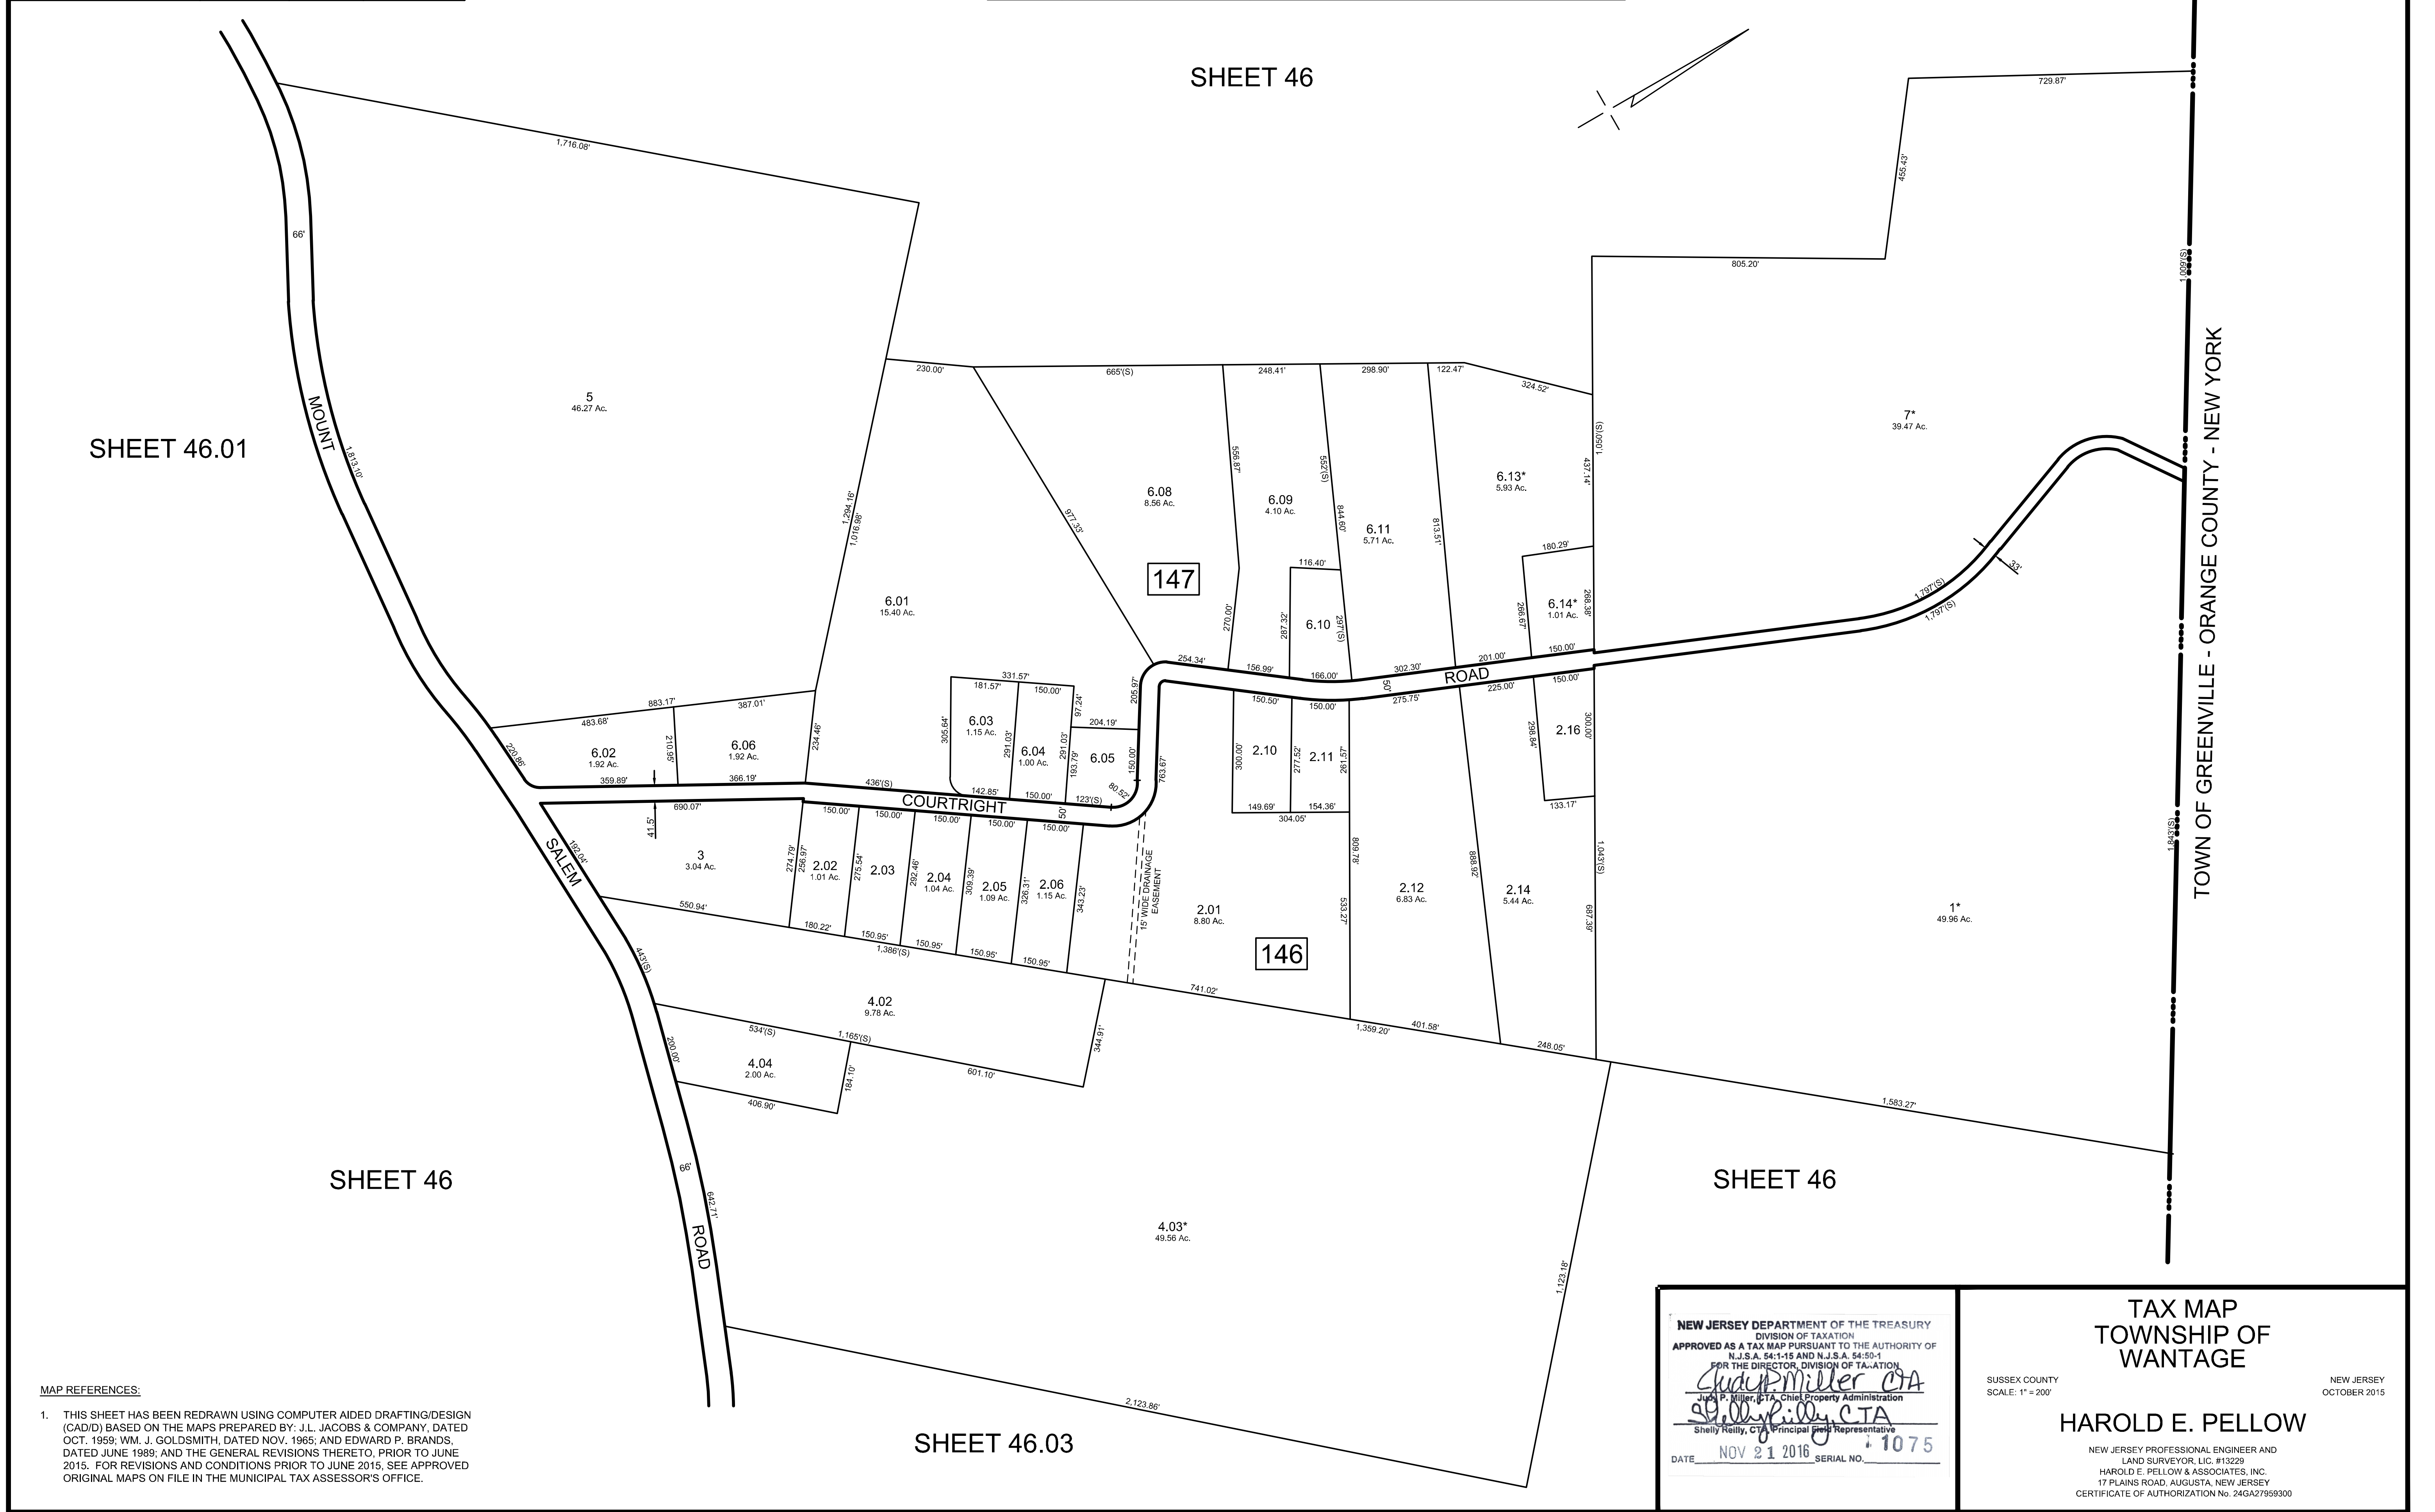 SHEET 46
729.87'
455.43'
1,716.08'
66'
805.20'
1,009'(S)
TOWN OF GREENVILLE - ORANGE COUNTY - NEW YORK
SHEET 46.01
MOUNT
1,813.10'
5
46.27 Ac.
1,294.16'
1,016.98'
230.00'
665'(S)
248.41'
298.90'
122.47'
324.52'
977.33'
6.08
8.56 Ac.
556.87'
270.00'
6.09
4.10 Ac.
552'(S)
844.60'
6.11
5.71 Ac.
813.51'
6.13*
5.93 Ac.
1,050'(S)
437.14'
7*
39.47 Ac.
147
6.01
15.40 Ac.
116.40'
287.32'
6.10
297'(S)
180.29'
266.67'
6.14*
1.01 Ac.
268.38'
33'
1,797'(S)
1,797'(S)
254.34'
156.99'
166.00'
302.30'
201.00'
150.00'
50'
ROAD
150.50'
150.00'
275.75'
225.00'
150.00'
883.17'
483.68'
387.01'
220.86'
6.02
1.92 Ac.
210.95'
6.06
1.92 Ac.
234.46'
359.89'
366.19'
690.07'
41.5'
331.57'
181.57'
150.00'
305.64'
6.03
1.15 Ac.
291.03'
6.04
1.00 Ac.
97.24'
291.03'
193.79'
204.19'
6.05
205.97'
150.00'
763.67'
80.52'
436'(S)
142.85'
150.00'
123'(S)
COURTRIGHT
50'
150.00'
150.00'
150.00'
150.00'
150.00'
300.00'
2.10
277.52'
2.11
261.57'
149.69'
154.36'
304.05'
298.84'
2.16
300.00'
133.17'
SALEM
192.04'
3
3.04 Ac.
274.79'
256.97'
2.02
1.01 Ac.
275.54'
2.03
292.46'
2.04
1.04 Ac.
309.39'
2.05
1.09 Ac.
326.31'
2.06
1.15 Ac.
343.23'
15' WIDE DRAINAGE
EASEMENT
2.01
8.80 Ac.
146
809.78'
533.27'
2.12
6.83 Ac.
888.92'
2.14
5.44 Ac.
1,043'(S)
687.39'
1*
49.96 Ac.
1,843'(S)
550.94'
180.22'
150.95'
150.95'
150.95'
150.95'
1,386'(S)
741.02'
1,359.20'
401.58'
248.05'
1,583.27'
443'(S)
4.02
9.78 Ac.
534'(S)
1,165'(S)
601.10'
344.91'
200.00'
4.04
2.00 Ac.
184.10'
406.90'
SHEET 46
66'
642.71'
ROAD
4.03*
49.56 Ac.
1,123.18'
SHEET 46
2,123.86'
SHEET 46.03
MAP REFERENCES:
1. THIS SHEET HAS BEEN REDRAWN USING COMPUTER AIDED DRAFTING/DESIGN
(CAD/D) BASED ON THE MAPS PREPARED BY: J.L. JACOBS & COMPANY, DATED
OCT. 1959; WM. J. GOLDSMITH, DATED NOV. 1965; AND EDWARD P. BRANDS,
DATED JUNE 1989; AND THE GENERAL REVISIONS THERETO, PRIOR TO JUNE
2015. FOR REVISIONS AND CONDITIONS PRIOR TO JUNE 2015, SEE APPROVED
ORIGINAL MAPS ON FILE IN THE MUNICIPAL TAX ASSESSOR'S OFFICE.
NEW JERSEY DEPARTMENT OF THE TREASURY
DIVISION OF TAXATION
APPROVED AS A TAX MAP PURSUANT TO THE AUTHORITY OF
N.J.S.A. 54:1-15 AND N.J.S.A. 54:50-1
FOR THE DIRECTOR, DIVISION OF TAXATION
Judy P. Miller CTA
Judy P. Miller, CTA, Chief Property Administration
Shelly Reilly, CTA
Shelly Reilly, CTA, Principal Field Representative
DATE NOV 21 2016 SERIAL NO. 1075
TAX MAP
TOWNSHIP OF
WANTAGE
SUSSEX COUNTY NEW JERSEY
SCALE: 1" = 200' OCTOBER 2015
HAROLD E. PELLOW
NEW JERSEY PROFESSIONAL ENGINEER AND
LAND SURVEYOR, LIC. #13229
HAROLD E. PELLOW & ASSOCIATES, INC.
17 PLAINS ROAD, AUGUSTA, NEW JERSEY
CERTIFICATE OF AUTHORIZATION No. 24GA27959300